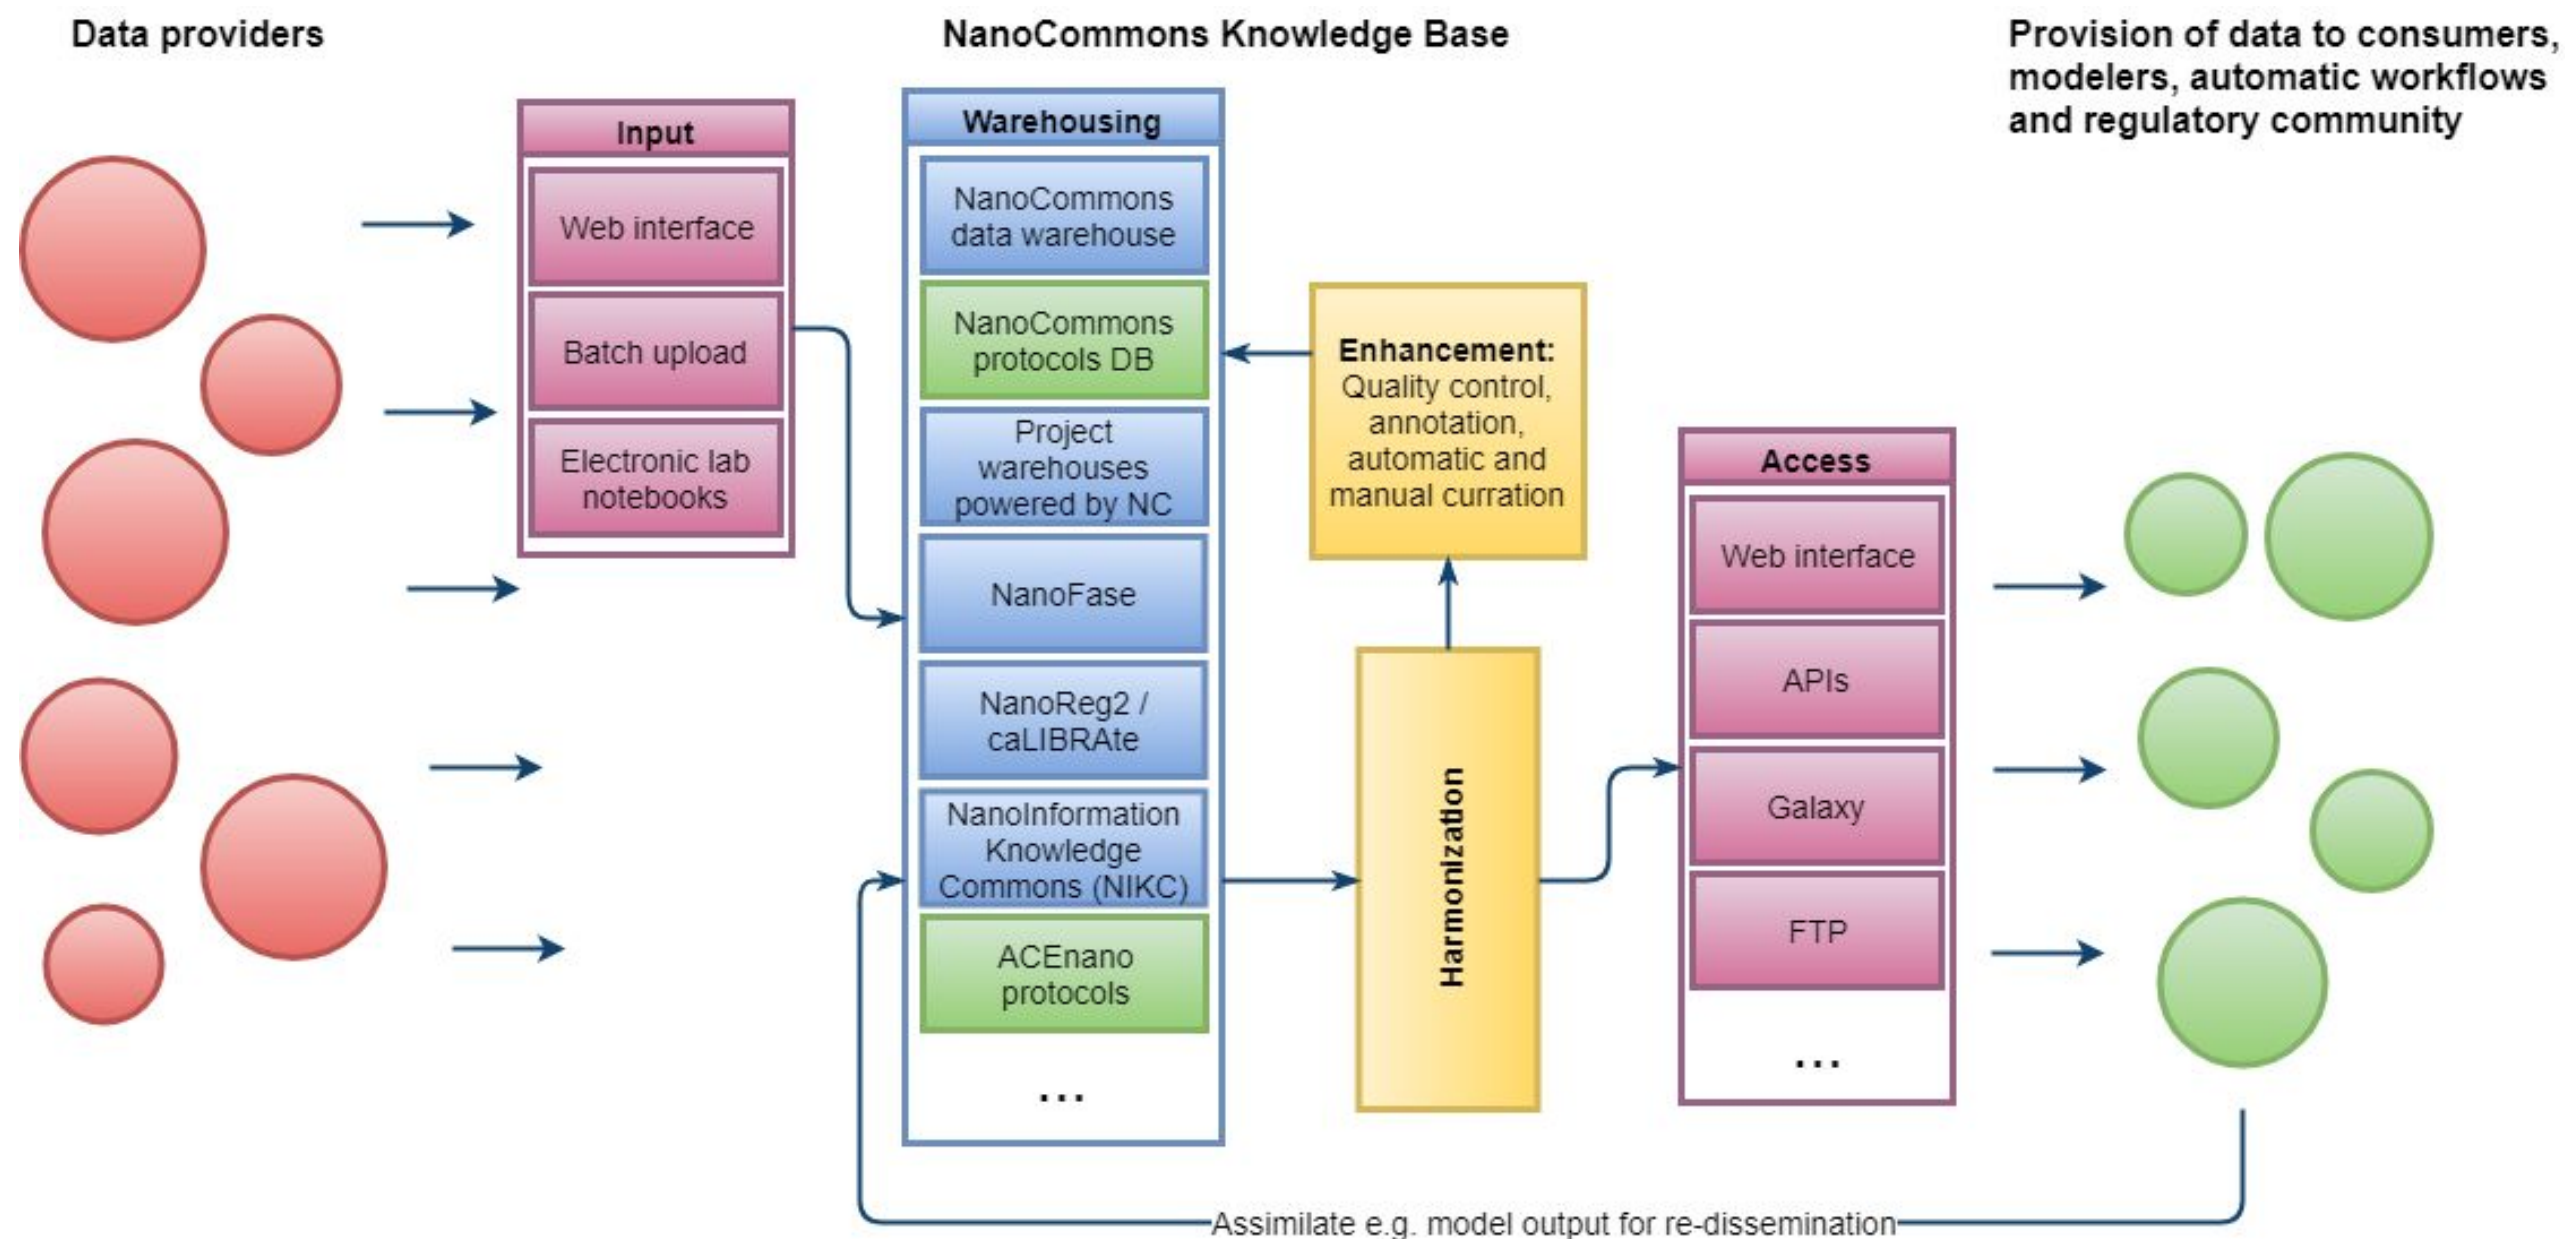 Data providers
NanoCommons Knowledge Base
Provision of data to consumers,
modelers, automatic workflows
and regulatory community
Input
Web interface
Batch upload
Electronic lab
notebooks
Warehousing
NanoCommons
data warehouse
NanoCommons
protocols DB
Project
warehouses
powered by NC
NanoFase
NanoReg2 /
caLIBRAte
NanoInformation
Knowledge
Commons (NIKC)
ACEnano
protocols
...
Enhancement:
Quality control,
annotation,
automatic and
manual curration
Harmonization
Access
Web interface
APIs
Galaxy
FTP
...
Assimilate e.g. model output for re-dissemination